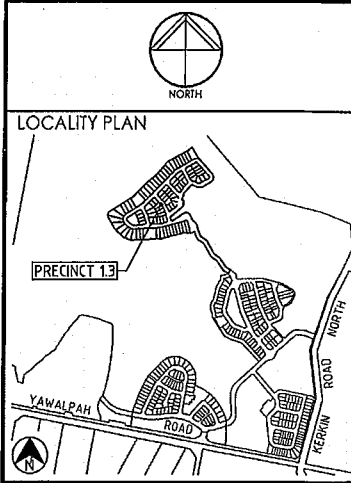 NORTH
LOCALITY PLAN
PRECINCT 1.3
YAWALPAH ROAD
KERKIN ROAD NORTH
N